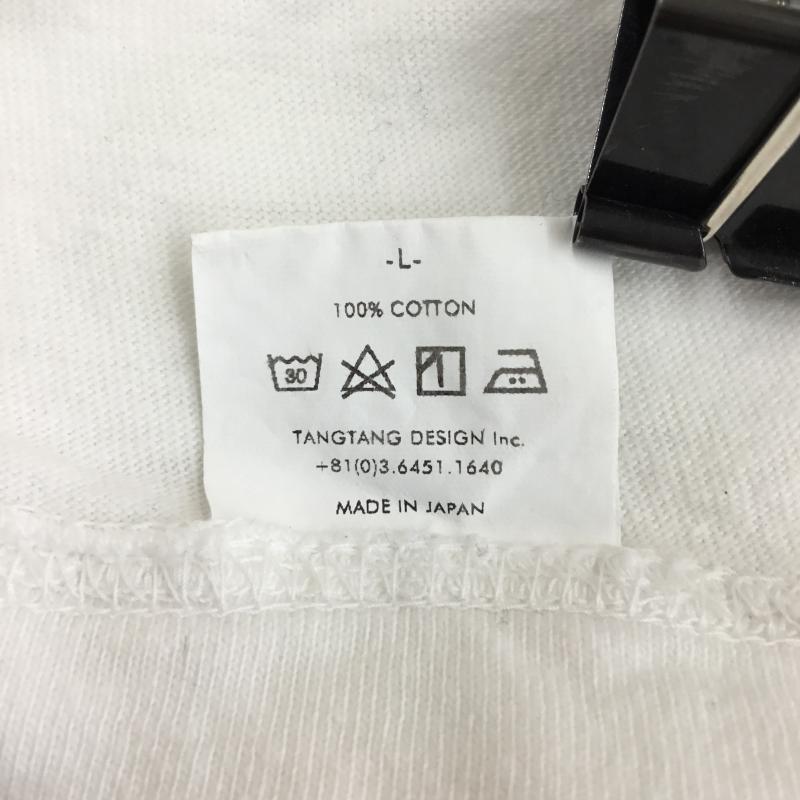 -L-
100% COTTON
30
TANGTANG DESIGN Inc.
+81(0)3.6451.1640
MADE IN JAPAN